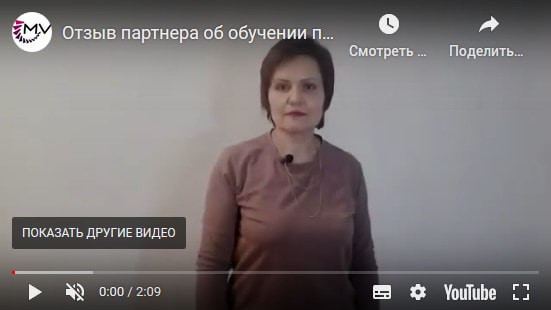 MV
Отзыв партнера об обучении п...
Смотреть ...
Поделить...
ПОКАЗАТЬ ДРУГИЕ ВИДЕО
0:00 / 2:09
YouTube